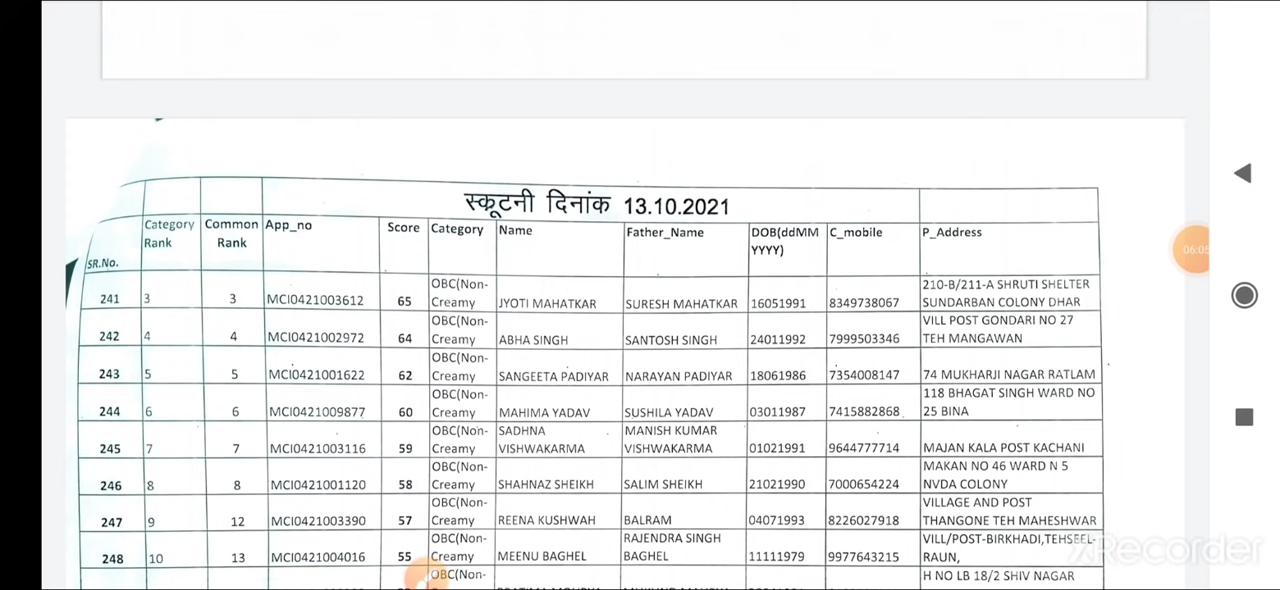 स्कूटनी दिनांक 13.10.2021
SR.No. Category Rank Common Rank App_no Score Category Name Father_Name DOB(ddMMYYYY) C_mobile P_Address
241 3 3 MCI0421003612 65 OBC(Non-Creamy JYOTI MAHATKAR SURESH MAHATKAR 16051991 8349738067 210-B/211-A SHRUTI SHELTER SUNDARBAN COLONY DHAR
242 4 4 MCI0421002972 64 OBC(Non-Creamy ABHA SINGH SANTOSH SINGH 24011992 7999503346 VILL POST GONDARI NO 27 TEH MANGAWAN
243 5 5 MCI0421001622 62 OBC(Non-Creamy SANGEETA PADIYAR NARAYAN PADIYAR 18061986 7354008147 74 MUKHARJI NAGAR RATLAM
244 6 6 MCI0421009877 60 OBC(Non-Creamy MAHIMA YADAV SUSHILA YADAV 03011987 7415882868 118 BHAGAT SINGH WARD NO 25 BINA
245 7 7 MCI0421003116 59 OBC(Non-Creamy SADHNA VISHWAKARMA MANISH KUMAR VISHWAKARMA 01021991 9644777714 MAJAN KALA POST KACHANI
246 8 8 MCI0421001120 58 OBC(Non-Creamy SHAHNAZ SHEIKH SALIM SHEIKH 21021990 7000654224 MAKAN NO 46 WARD N 5 NVDA COLONY
247 9 12 MCI0421003390 57 OBC(Non-Creamy REENA KUSHWAH BALRAM 04071993 8226027918 VILLAGE AND POST THANGONE TEH MAHESHWAR
248 10 13 MCI0421004016 55 OBC(Non-Creamy MEENU BAGHEL RAJENDRA SINGH BAGHEL 11111979 9977643215 VILL/POST-BIRKHADI,TEHSEEL-RAUN,
OBC(Non- H NO LB 18/2 SHIV NAGAR
06:05
XRecorder